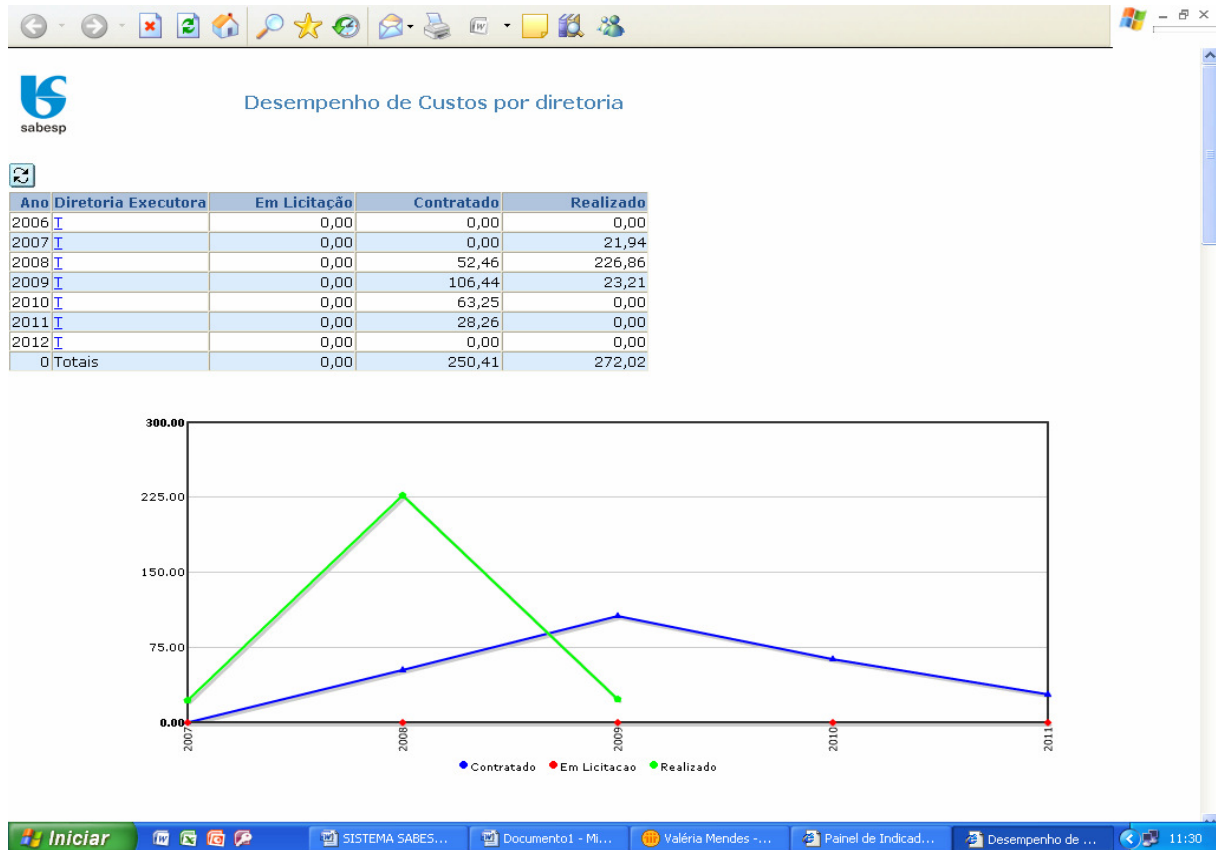 sabesp
Desempenho de Custos por diretoria
Ano Diretoria Executora Em Licitação Contratado Realizado
2006 T 0,00 0,00 0,00
2007 T 0,00 0,00 21,94
2008 T 0,00 52,46 226,86
2009 T 0,00 106,44 23,21
2010 T 0,00 63,25 0,00
2011 T 0,00 28,26 0,00
2012 T 0,00 0,00 0,00
0 Totais 0,00 250,41 272,02
300.00
225.00
150.00
75.00
0.00
2007 2008 2009 2010 2011
Contratado Em Licitacao Realizado
Iniciar SISTEMA SABES... Documento1 - Mi... Valéria Mendes -... Painel de Indicad... Desempenho de ... 11:30